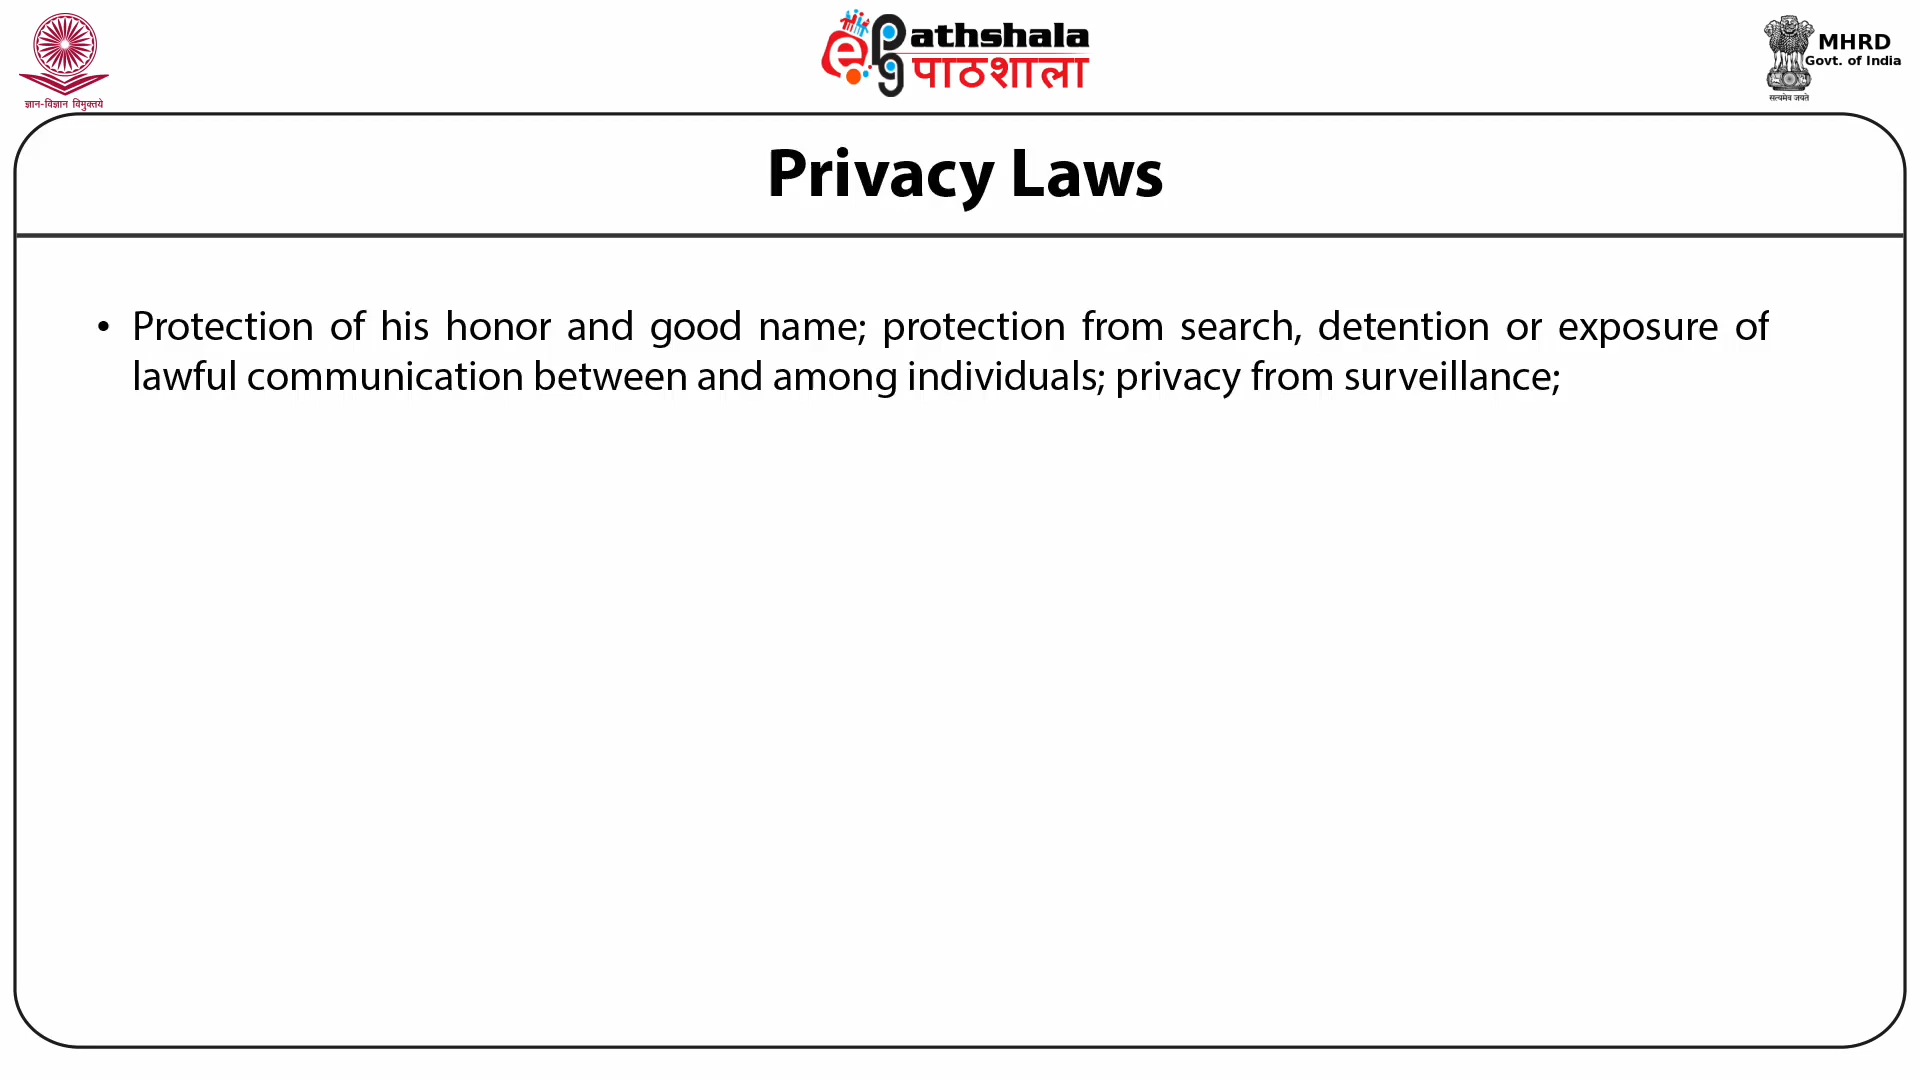 ज्ञान-विज्ञान विमुक्तये
ePG athshala
पाठशाला
MHRD
Govt. of India
सत्यमेव जयते
Privacy Laws
• Protection of his honor and good name; protection from search, detention or exposure of
lawful communication between and among individuals; privacy from surveillance;